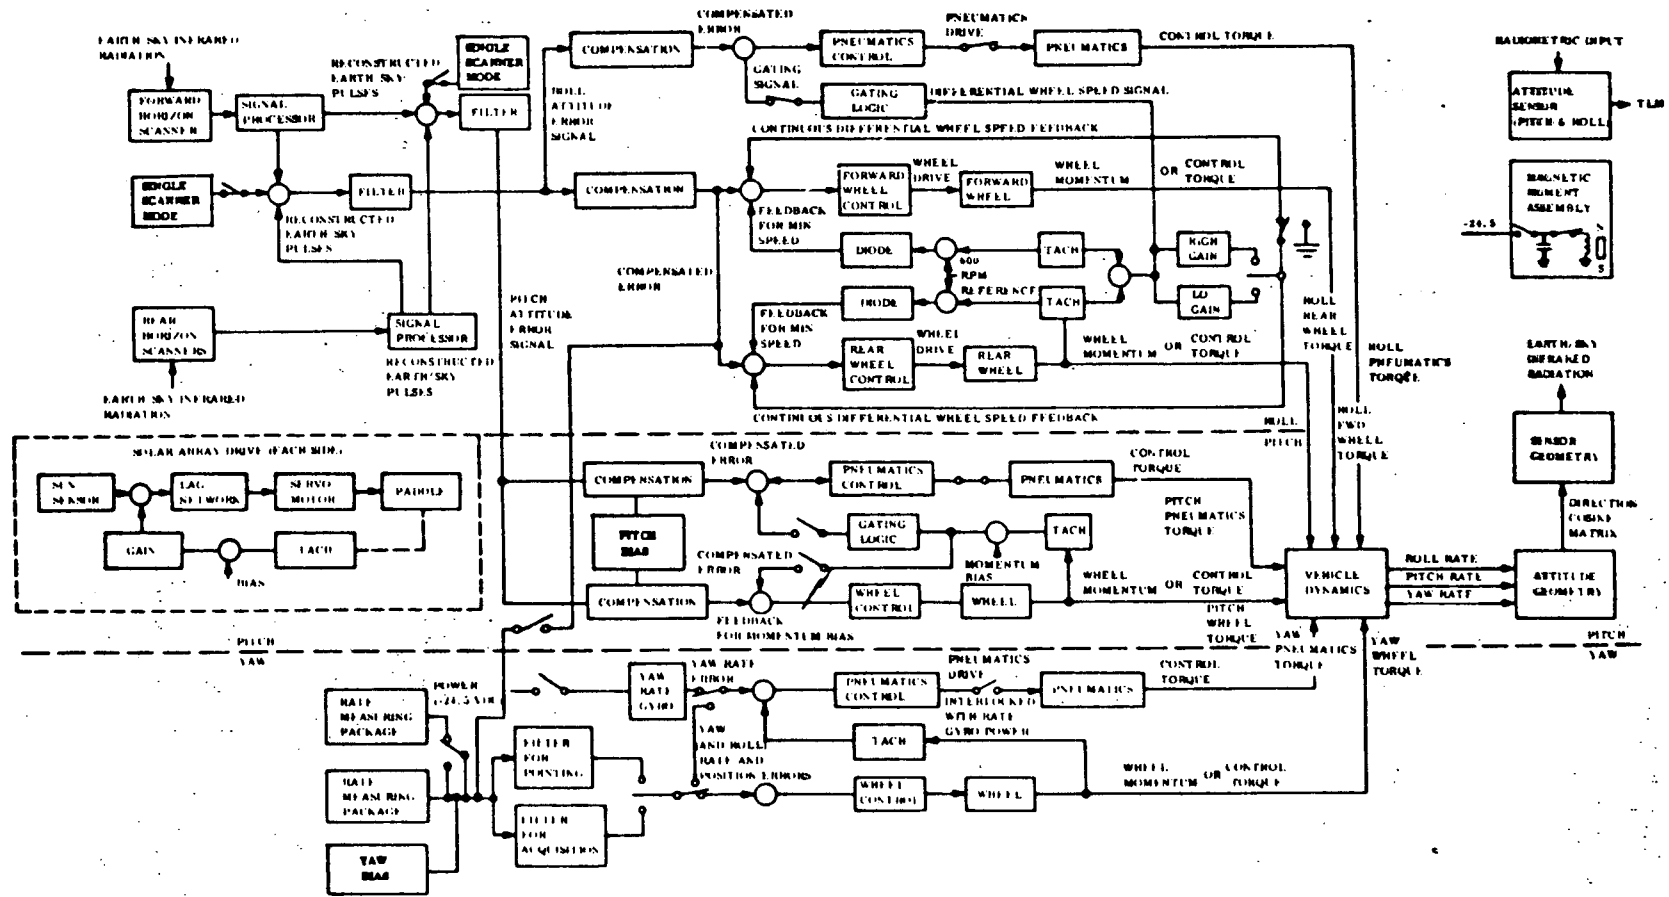 EARTH SKY INFRARED
RADIATION
FORWARD
HORIZON
SCANNER
SIGNAL
PROCESSOR
RECONSTRUCTED
EARTH SKY
PULSES
SINGLE
SCANNER
MODE
FILTER
SINGLE
SCANNER
MODE
FILTER
RECONSTRUCTED
EARTH SKY
PULSES
REAR
HORIZON
SCANNERS
SIGNAL
PROCESSOR
RECONSTRUCTED
EARTH/SKY
PULSES
EARTH SKY INFRARED
RADIATION
ROLL
ATTITUDE
ERROR
SIGNAL
PITCH
ATTITUDE
ERROR
SIGNAL
COMPENSATION
COMPENSATED
ERROR
PNEUMATICS
CONTROL
PNEUMATICS
DRIVE
PNEUMATICS
CONTROL TORQUE
GATING
SIGNAL
GATING
LOGIC
DIFFERENTIAL WHEEL SPEED SIGNAL
CONTINUOUS DIFFERENTIAL WHEEL SPEED FEEDBACK
COMPENSATION
FORWARD
WHEEL
CONTROL
WHEEL
DRIVE
FORWARD
WHEEL
WHEEL
MOMENTUM
OR
CONTROL
TORQUE
FEEDBACK
FOR MIN
SPEED
DIODE
TACH
HIGH
GAIN
COMPENSATED
ERROR
600
RPM
REFERENCE
DIODE
TACH
LO
GAIN
FEEDBACK
FOR MIN
SPEED
REAR
WHEEL
CONTROL
WHEEL
DRIVE
REAR
WHEEL
WHEEL
MOMENTUM
OR
CONTROL
TORQUE
ROLL
REAR
WHEEL
TORQUE
ROLL
PNEUMATICS
TORQUE
ROLL
FWD
WHEEL
TORQUE
CONTINUOUS DIFFERENTIAL WHEEL SPEED FEEDBACK
ROLL
PITCH
RADIOMETRIC INPUT
ATTITUDE
SENSOR
(PITCH & ROLL)
TLM
MAGNETIC
MOMENT
ASSEMBLY
-24.5
S
EARTH/SKY
INFRARED
RADIATION
SENSOR
GEOMETRY
DIRECTION
COSINE
MATRIX
SOLAR ARRAY DRIVE (EACH SIDE)
SUN
SENSOR
LAG
NETWORK
SERVO
MOTOR
PADDLE
GAIN
TACH
BIAS
COMPENSATION
COMPENSATED
ERROR
PNEUMATICS
CONTROL
PNEUMATICS
CONTROL
TORQUE
PITCH
PNEUMATICS
TORQUE
PITCH
BIAS
GATING
LOGIC
TACH
COMPENSATED
ERROR
MOMENTUM
BIAS
COMPENSATION
WHEEL
CONTROL
WHEEL
WHEEL
MOMENTUM
OR
CONTROL
TORQUE
PITCH
WHEEL
TORQUE
FEEDBACK
FOR MOMENTUM BIAS
VEHICLE
DYNAMICS
ROLL RATE
PITCH RATE
YAW RATE
ATTITUDE
GEOMETRY
PITCH
YAW
PITCH
YAW
YAW
PNEUMATICS
TORQUE
YAW
WHEEL
TORQUE
POWER
RATE
MEASURING
PACKAGE
YAW
RATE
GYRO
YAW RATE
ERROR
PNEUMATICS
CONTROL
PNEUMATICS
DRIVE
PNEUMATICS
CONTROL
TORQUE
INTERLOCKED
WITH RATE
GYRO POWER
TACH
YAW
(AND ROLL)
RATE AND
POSITION ERRORS
FILTER
FOR
POINTING
RATE
MEASURING
PACKAGE
WHEEL
CONTROL
WHEEL
WHEEL
MOMENTUM
OR
CONTROL
TORQUE
FILTER
FOR
ACQUISITION
YAW
BIAS